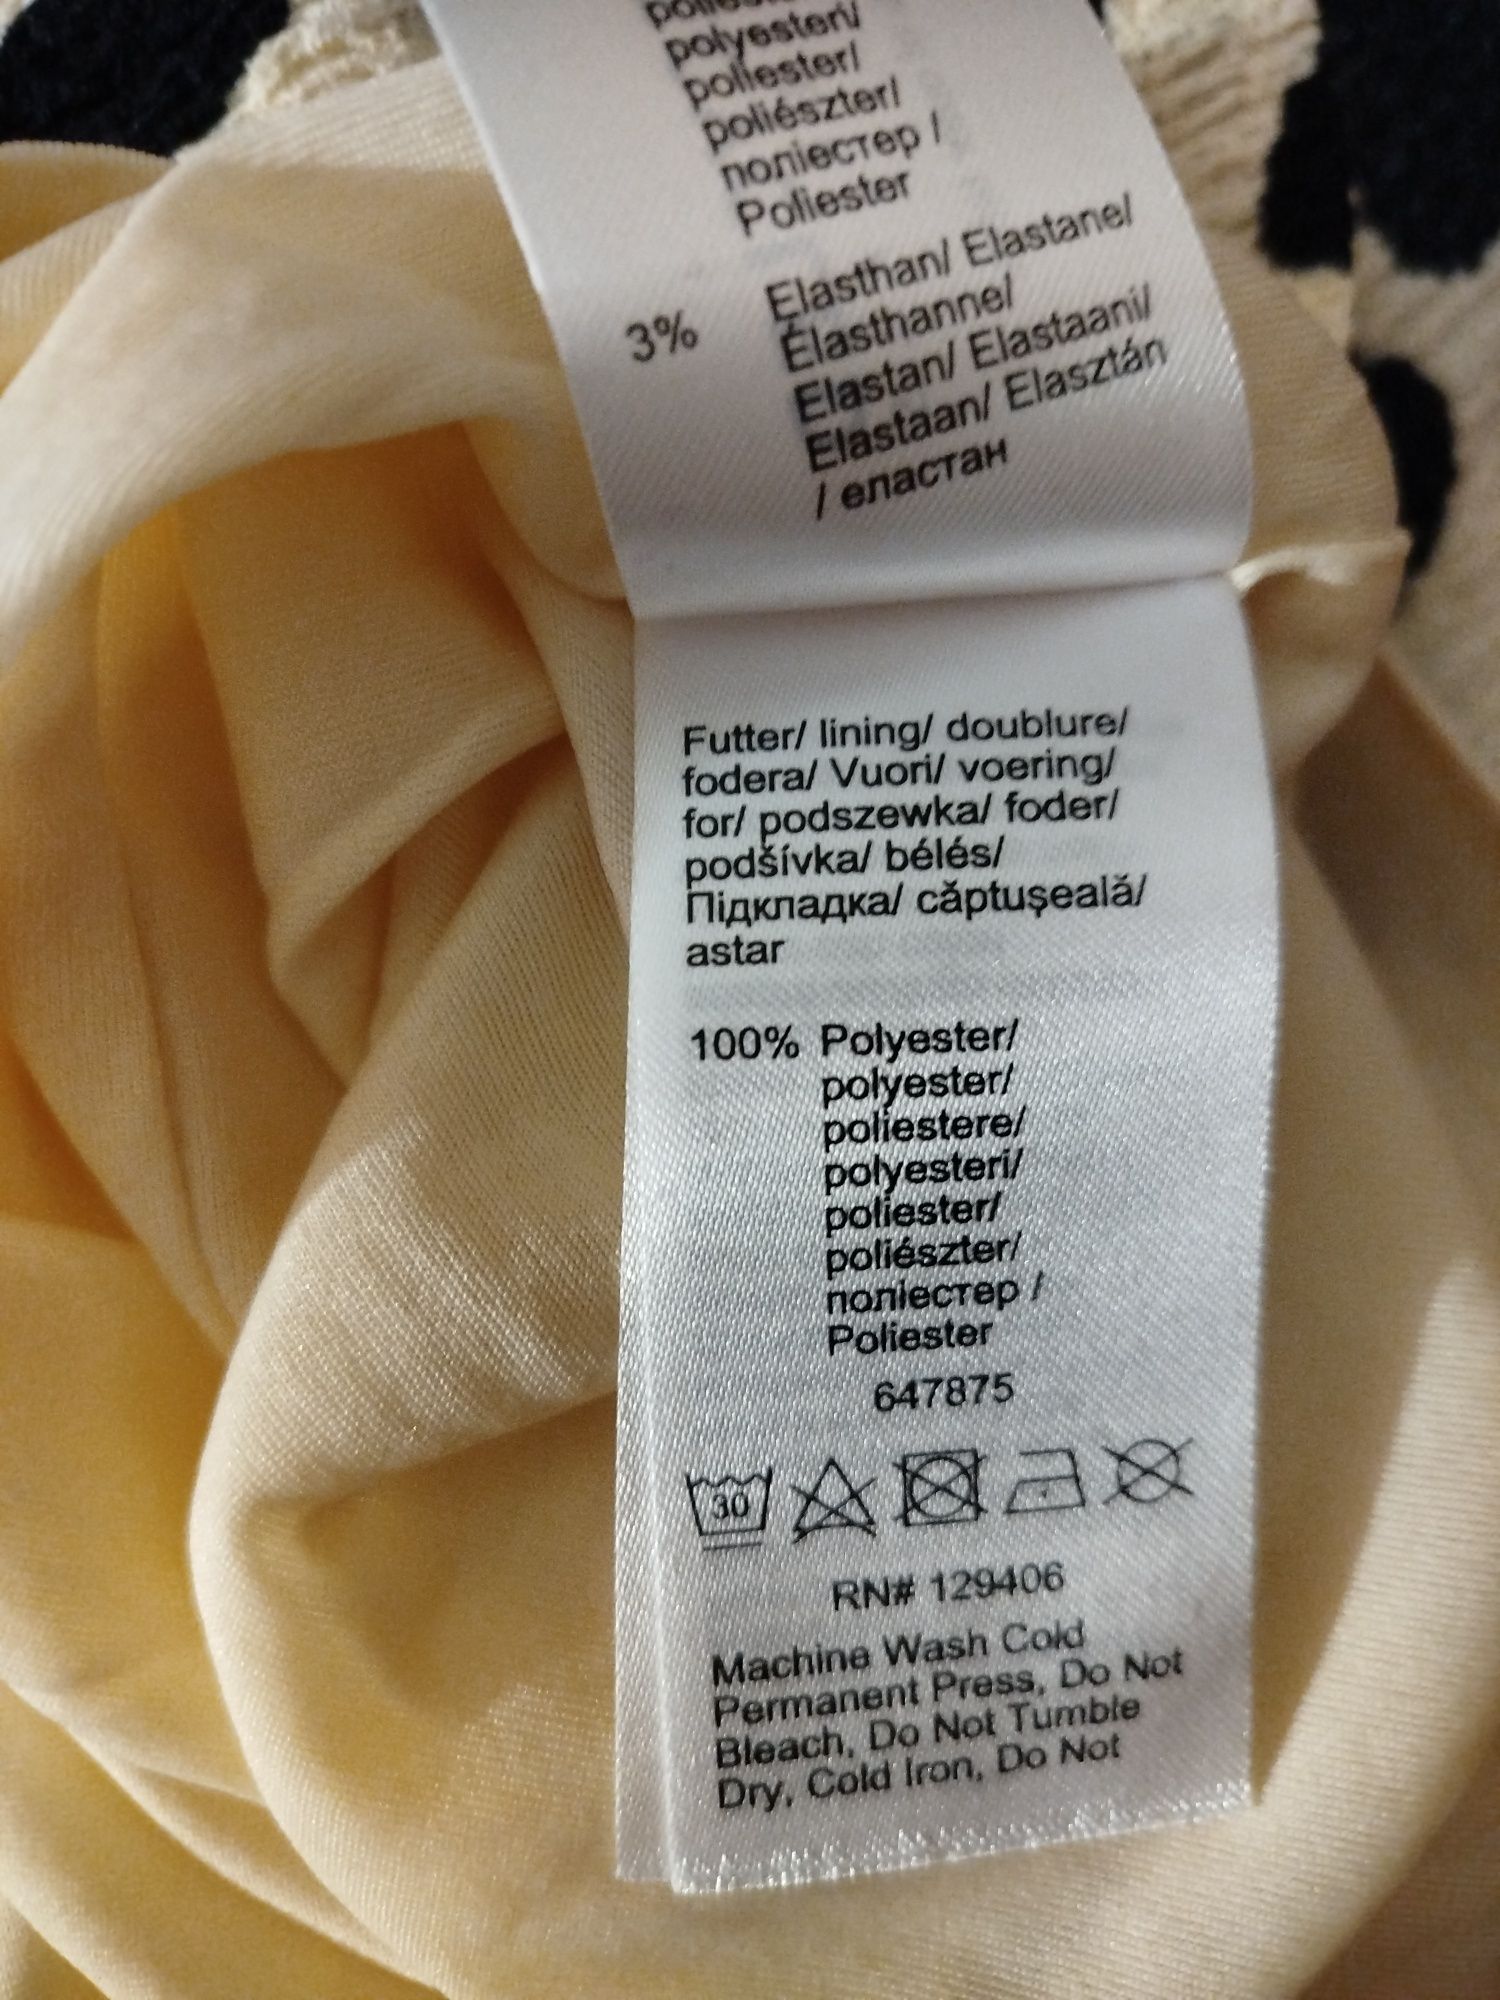 polyesteri/
poliester/
poliészter/
поліестер /
Poliester
3% Elasthan/ Elastane/
Élasthanne/
Elastan/ Elastaani/
Elastaan/ Elasztán
/ еластан
Futter/ lining/ doublure/
fodera/ Vuori/ voering/
for/ podszewka/ foder/
podšívka/ bélés/
Підкладка/ căptuşeală/
astar
100% Polyester/
polyester/
poliestere/
polyesteri/
poliester/
poliészter/
поліестер /
Poliester
647875
30
RN# 129406
Machine Wash Cold
Permanent Press, Do Not
Bleach, Do Not Tumble
Dry, Cold Iron, Do Not